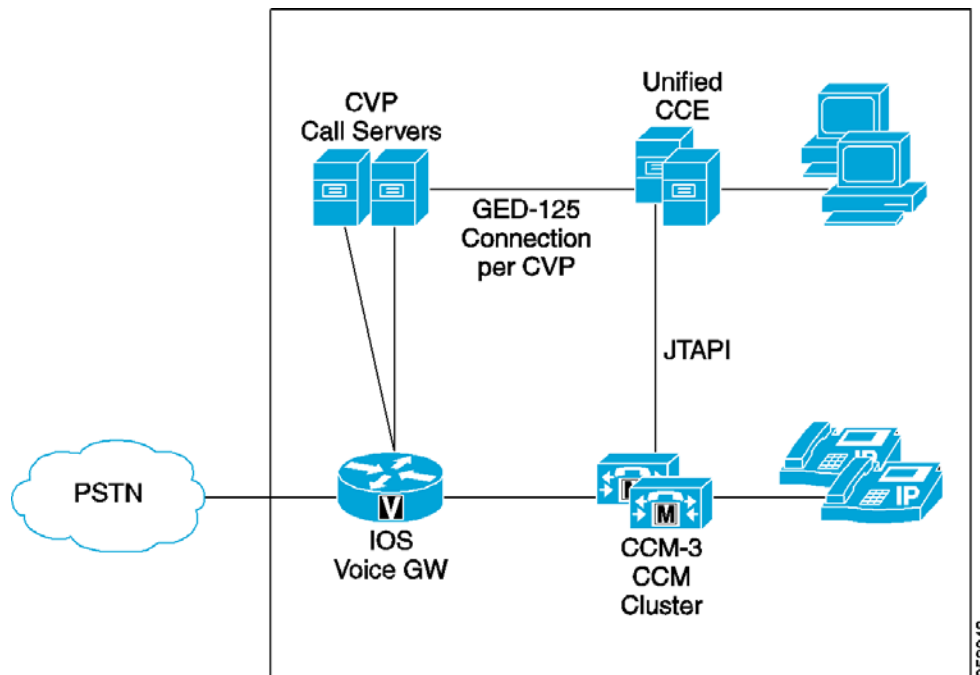 CVP
Call Servers
Unified
CCE
GED-125
Connection
per CVP
JTAPI
PSTN
V
IOS
Voice GW
M
CCM-3
CCM
Cluster
IP